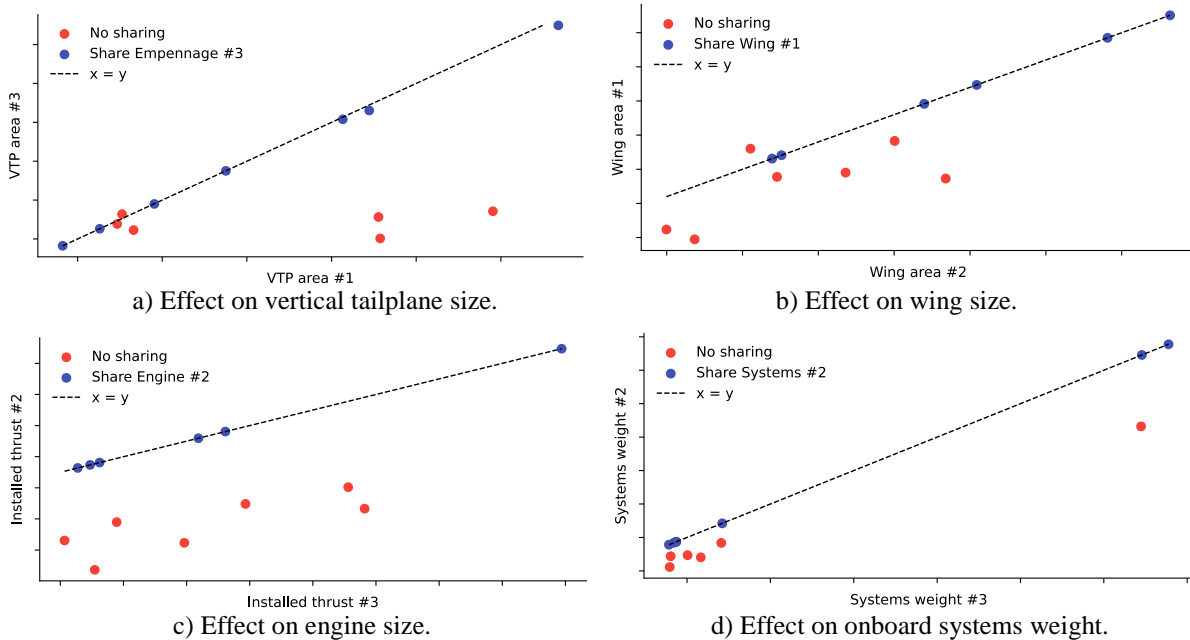 No sharing
Share Empennage #3
x = y
VTP area #3
VTP area #1
a) Effect on vertical tailplane size.
No sharing
Share Wing #1
x = y
Wing area #1
Wing area #2
b) Effect on wing size.
No sharing
Share Engine #2
x = y
Installed thrust #2
Installed thrust #3
c) Effect on engine size.
No sharing
Share Systems #2
x = y
Systems weight #2
Systems weight #3
d) Effect on onboard systems weight.